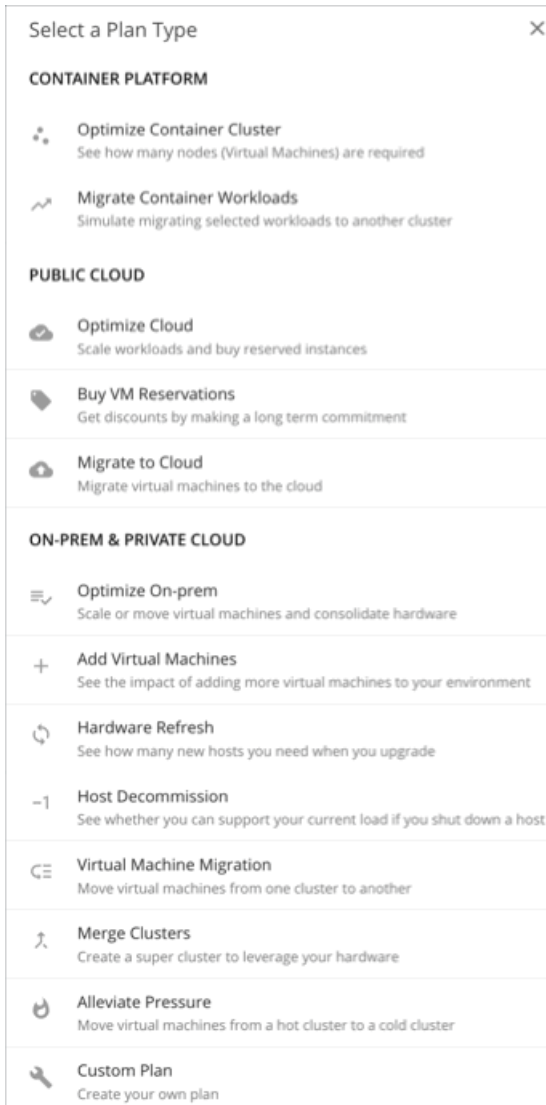 Select a Plan Type
CONTAINER PLATFORM
Optimize Container Cluster
See how many nodes (Virtual Machines) are required
Migrate Container Workloads
Simulate migrating selected workloads to another cluster
PUBLIC CLOUD
Optimize Cloud
Scale workloads and buy reserved instances
Buy VM Reservations
Get discounts by making a long term commitment
Migrate to Cloud
Migrate virtual machines to the cloud
ON-PREM & PRIVATE CLOUD
Optimize On-prem
Scale or move virtual machines and consolidate hardware
Add Virtual Machines
See the impact of adding more virtual machines to your environment
Hardware Refresh
See how many new hosts you need when you upgrade
−1 Host Decommission
See whether you can support your current load if you shut down a host
Virtual Machine Migration
Move virtual machines from one cluster to another
Merge Clusters
Create a super cluster to leverage your hardware
Alleviate Pressure
Move virtual machines from a hot cluster to a cold cluster
Custom Plan
Create your own plan